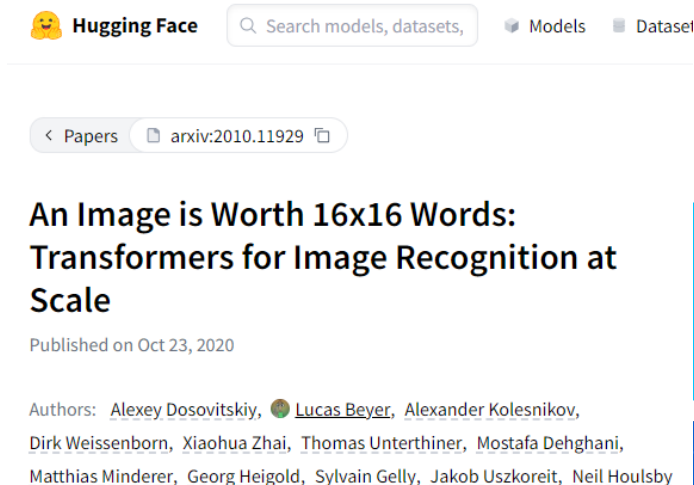 Hugging Face
Search models, datasets,
Models
Dataset
Papers
arxiv:2010.11929
An Image is Worth 16x16 Words:
Transformers for Image Recognition at
Scale
Published on Oct 23, 2020
Authors: Alexey Dosovitskiy, Lucas Beyer, Alexander Kolesnikov,
Dirk Weissenborn, Xiaohua Zhai, Thomas Unterthiner, Mostafa Dehghani,
Matthias Minderer, Georg Heigold, Sylvain Gelly, Jakob Uszkoreit, Neil Houlsby